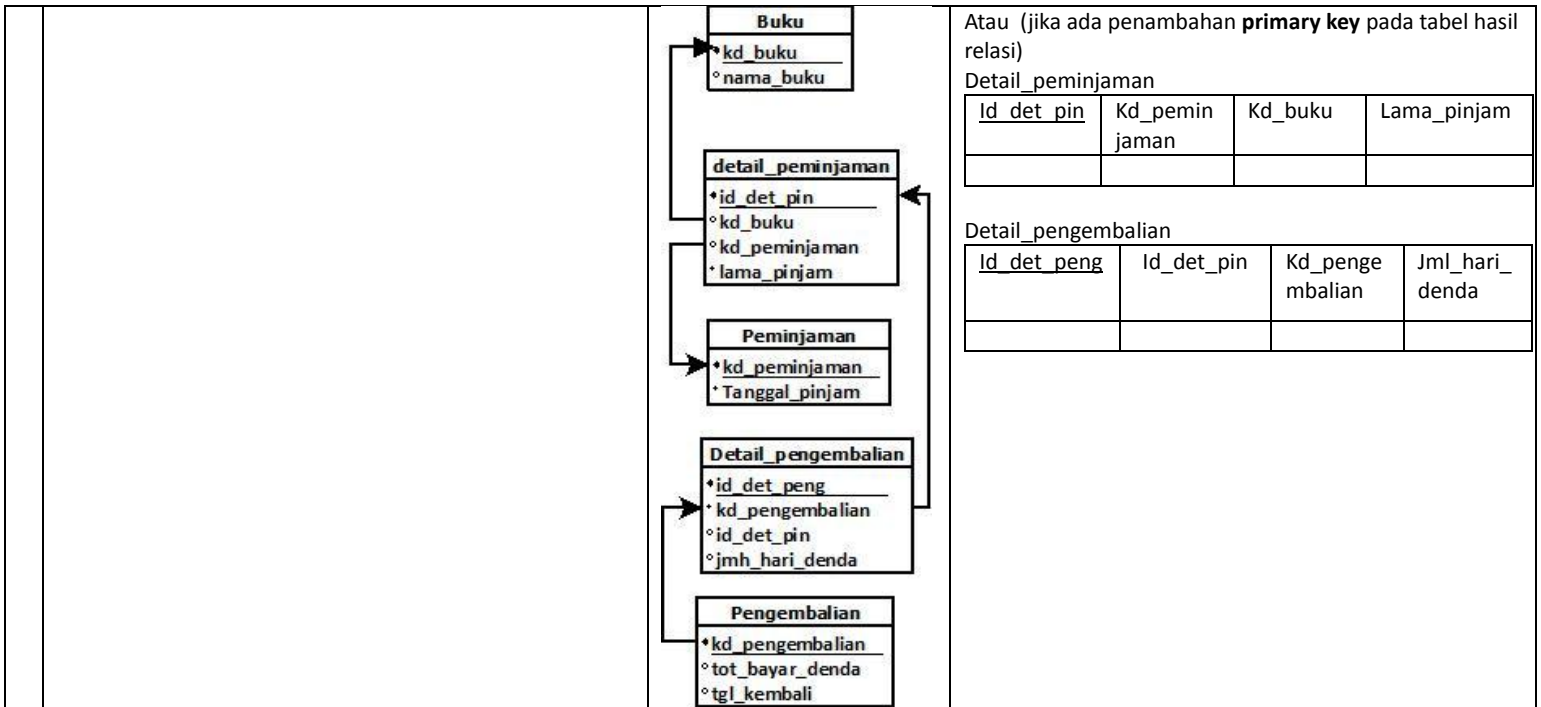 Buku
kd_buku
nama_buku
detail_peminjaman
id_det_pin
kd_buku
kd_peminjaman
lama_pinjam
Peminjaman
kd_peminjaman
Tanggal_pinjam
Detail_pengembalian
id_det_peng
kd_pengembalian
id_det_pin
jmh_hari_denda
Pengembalian
kd_pengembalian
tot_bayar_denda
tgl_kembali
Atau (jika ada penambahan primary key pada tabel hasil
relasi)
Detail_peminjaman
Id_det_pin
Kd_pemin
jaman
Kd_buku
Lama_pinjam
Detail_pengembalian
Id_det_peng
Id_det_pin
Kd_penge
mbalian
Jml_hari_
denda